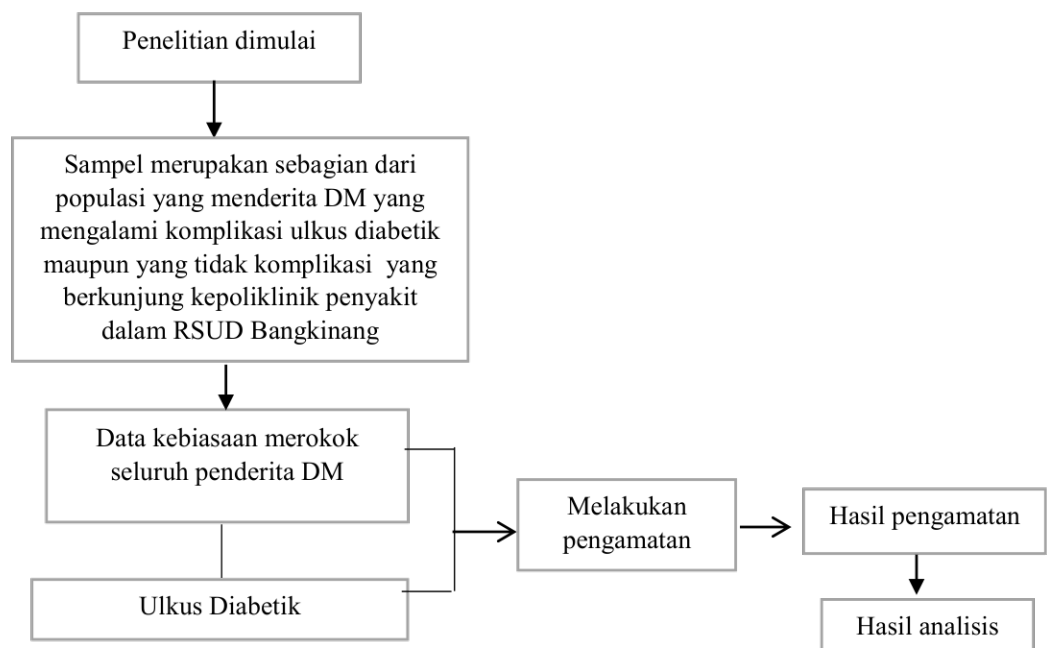 Penelitian dimulai
Sampel merupakan sebagian dari
populasi yang menderita DM yang
mengalami komplikasi ulkus diabetik
maupun yang tidak komplikasi yang
berkunjung kepoliklinik penyakit
dalam RSUD Bangkinang
Data kebiasaan merokok
seluruh penderita DM
Ulkus Diabetik
Melakukan
pengamatan
Hasil pengamatan
Hasil analisis